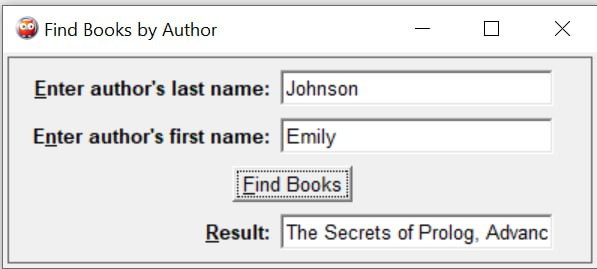 Find Books by Author
Enter author's last name: Johnson
Enter author's first name: Emily
Find Books
Result: The Secrets of Prolog, Advanc